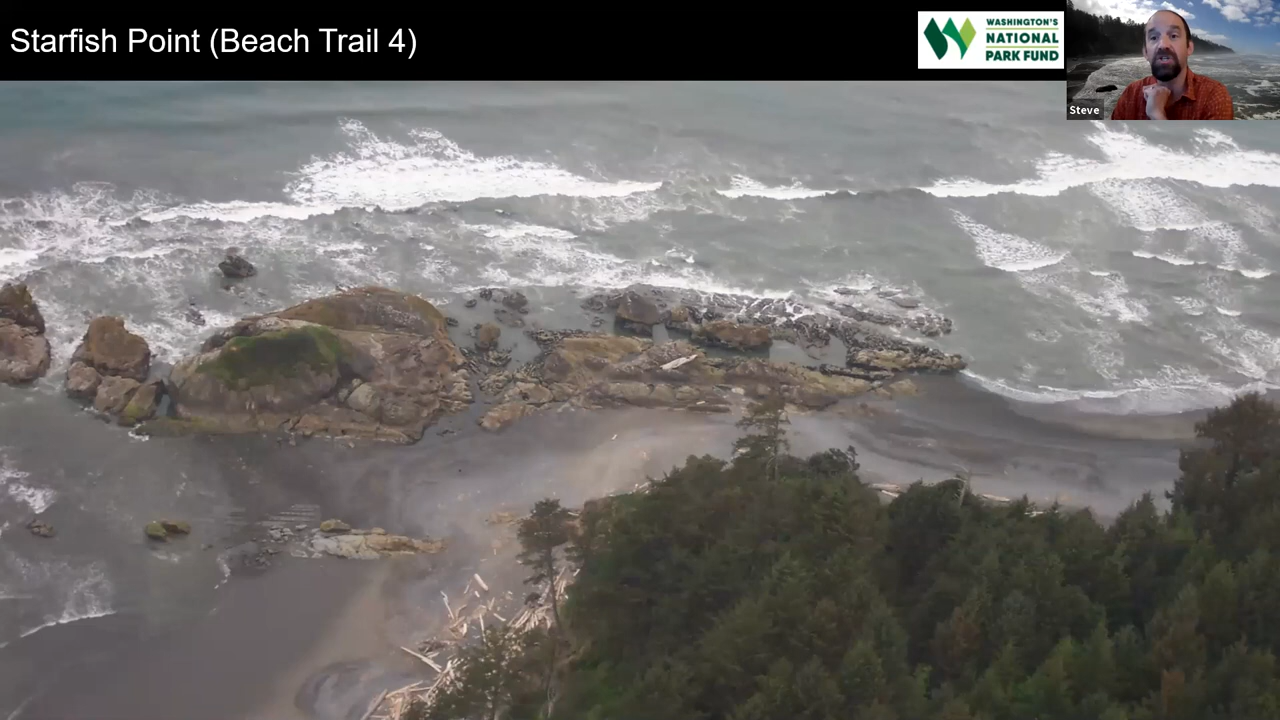 Starfish Point (Beach Trail 4)
WASHINGTON'S
NATIONAL
PARK FUND
Steve